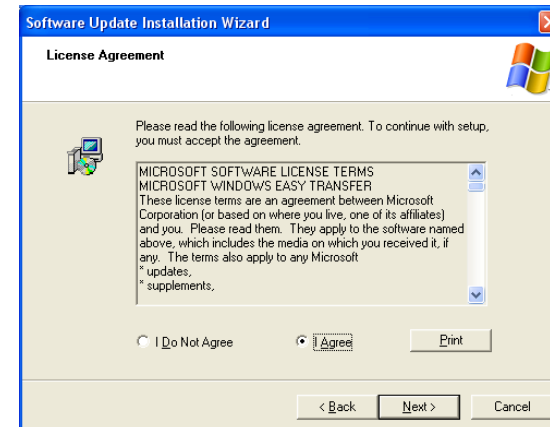 Software Update Installation Wizard
License Agreement
Please read the following license agreement. To continue with setup,
you must accept the agreement.
MICROSOFT SOFTWARE LICENSE TERMS
MICROSOFT WINDOWS EASY TRANSFER
These license terms are an agreement between Microsoft
Corporation (or based on where you live, one of its affiliates)
and you.  Please read them.  They apply to the software named
above, which includes the media on which you received it, if
any.  The terms also apply to any Microsoft
* updates,
* supplements,
I Do Not Agree
I Agree
Print
< Back
Next >
Cancel